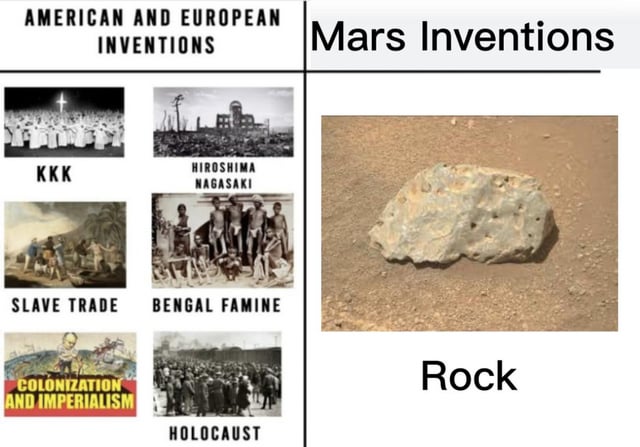 AMERICAN AND EUROPEAN
INVENTIONS
Mars Inventions
KKK
HIROSHIMA
NAGASAKI
SLAVE TRADE
BENGAL FAMINE
COLONIZATION
AND IMPERIALISM
HOLOCAUST
Rock